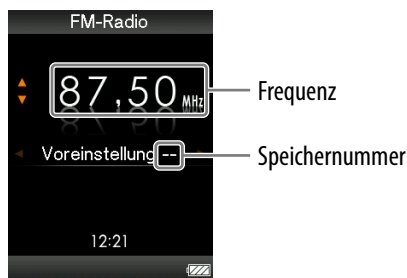 FM-Radio
87,50 MHz
Frequenz
Voreinstellung --
Speichernummer
12:21